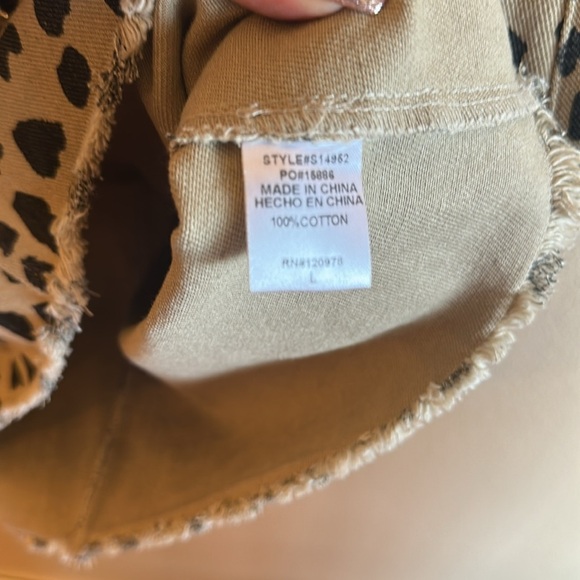 STYLE#S14952
PO#15886
MADE IN CHINA
HECHO EN CHINA
100%COTTON
RN#120978
L